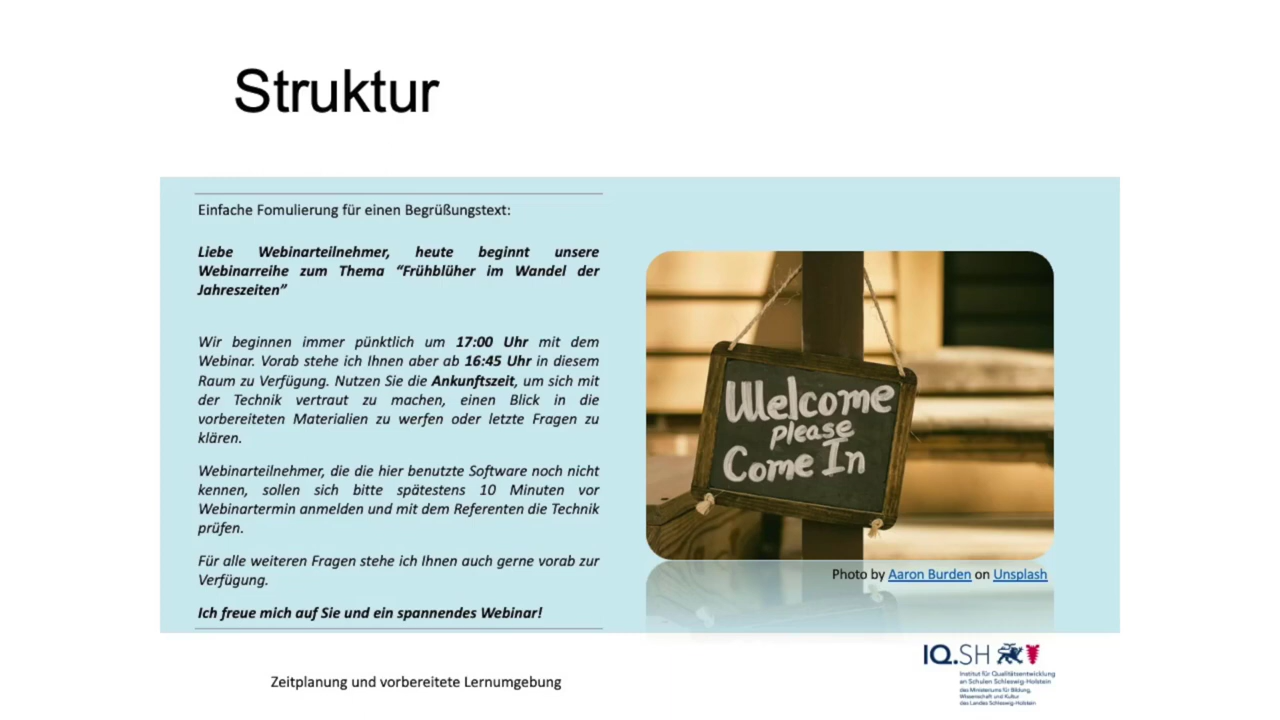 Struktur
Einfache Fomulierung für einen Begrüßungstext:
Liebe Webinarteilnehmer, heute beginnt unsere
Webinarreihe zum Thema “Frühblüher im Wandel der
Jahreszeiten”
Wir beginnen immer pünktlich um 17:00 Uhr mit dem
Webinar. Vorab stehe ich Ihnen aber ab 16:45 Uhr in diesem
Raum zu Verfügung. Nutzen Sie die Ankunftszeit, um sich mit
der Technik vertraut zu machen, einen Blick in die
vorbereiteten Materialien zu werfen oder letzte Fragen zu
klären.
Webinarteilnehmer, die die hier benutzte Software noch nicht
kennen, sollen sich bitte spätestens 10 Minuten vor
Webinartermin anmelden und mit dem Referenten die Technik
prüfen.
Für alle weiteren Fragen stehe ich Ihnen auch gerne vorab zur
Verfügung.
Ich freue mich auf Sie und ein spannendes Webinar!
Welcome
please
Come In
Photo by Aaron Burden on Unsplash
Zeitplanung und vorbereitete Lernumgebung
IQ.SH
Institut für Qualitätsentwicklung
an Schulen Schleswig-Holstein
des Ministeriums für Bildung,
Wissenschaft und Kultur
des Landes Schleswig-Holstein